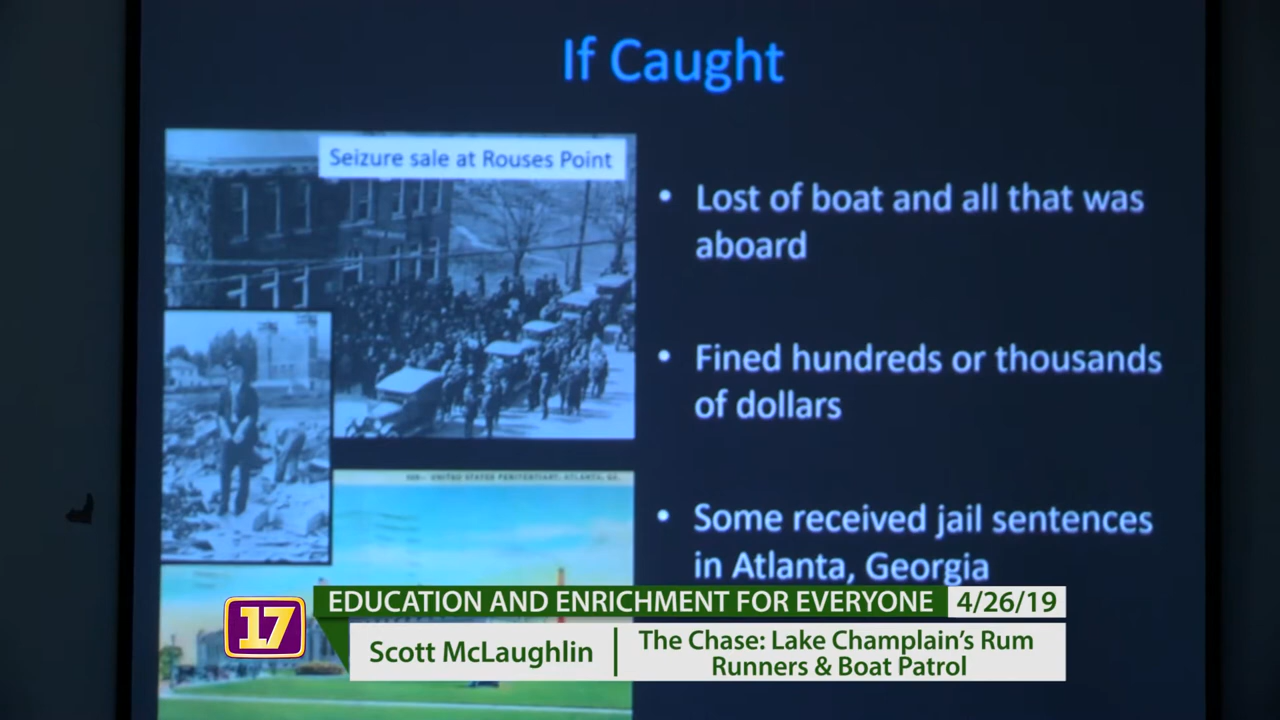 If Caught
Seizure sale at Rouses Point
• Lost of boat and all that was
aboard
• Fined hundreds or thousands
of dollars
• Some received jail sentences
in Atlanta, Georgia
UNITED STATES PENITENTIARY, ATLANTA, GA.
17
EDUCATION AND ENRICHMENT FOR EVERYONE
4/26/19
Scott McLaughlin
The Chase: Lake Champlain's Rum
Runners & Boat Patrol